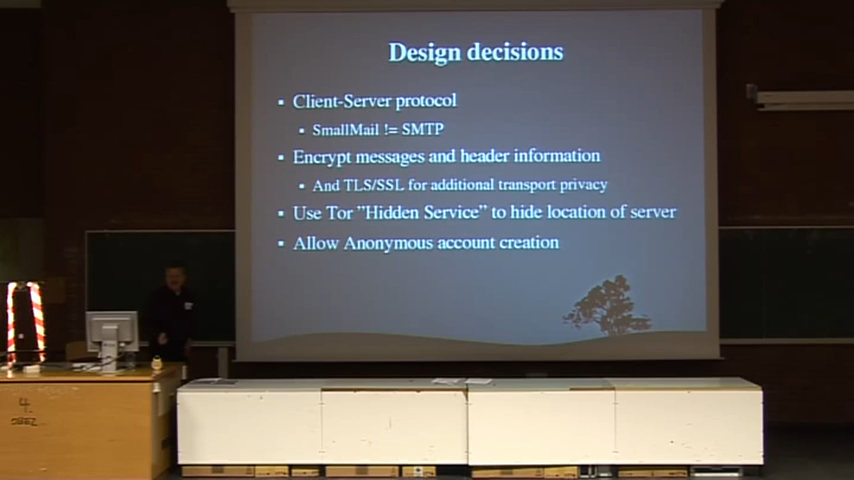 Design decisions
Client-Server protocol
SmallMail != SMTP
Encrypt messages and header information
And TLS/SSL for additional transport privacy
Use Tor ”Hidden Service” to hide location of server
Allow Anonymous account creation